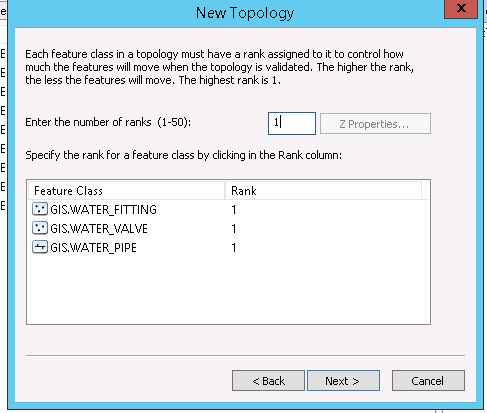 New Topology
x
Each feature class in a topology must have a rank assigned to it to control how
much the features will move when the topology is validated. The higher the rank,
the less the features will move. The highest rank is 1.
Enter the number of ranks (1-50):
1
Z Properties...
Specify the rank for a feature class by clicking in the Rank column:
Feature Class Rank
GIS.WATER_FITTING 1
GIS.WATER_VALVE 1
GIS.WATER_PIPE 1
< Back
Next >
Cancel